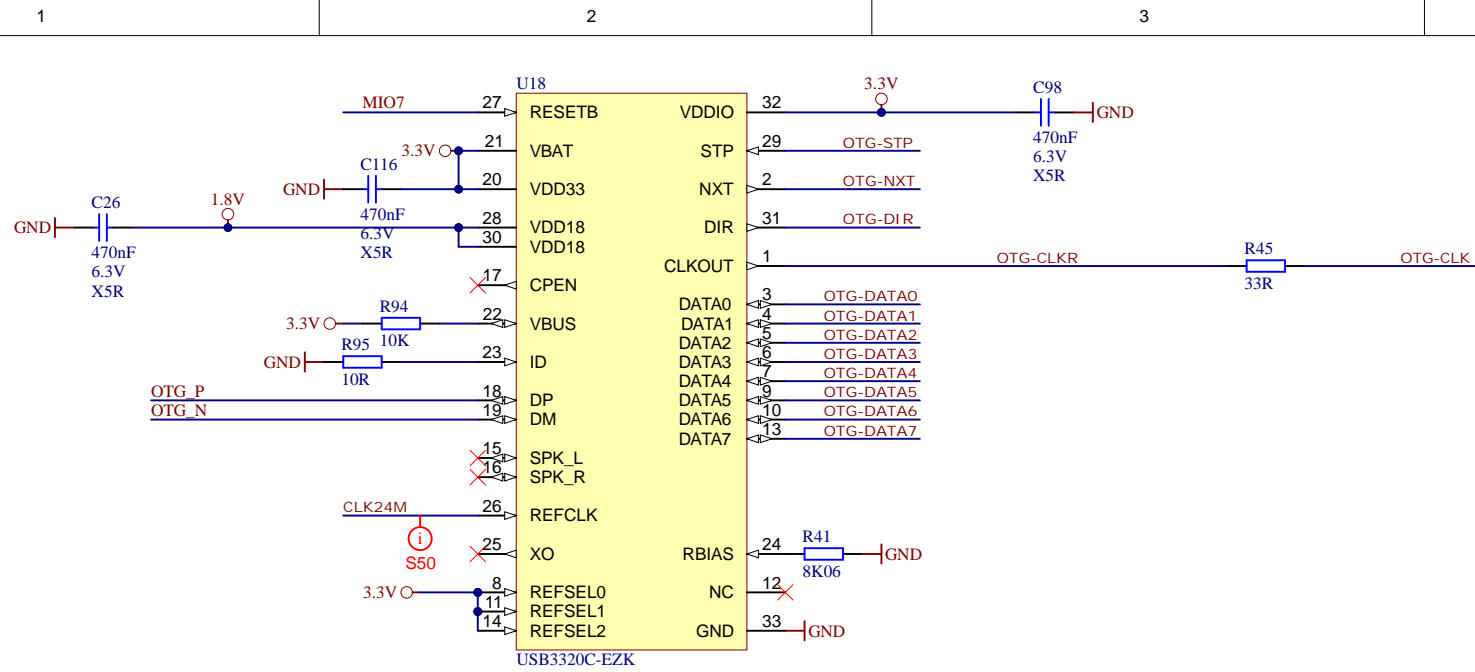 1 2 3
U18
MIO7 27 RESETB VDDIO 32 3.3V C98 GND
470nF
6.3V
X5R
3.3V 21 VBAT STP 29 OTG-STP
C116
GND 20 VDD33 NXT 2 OTG-NXT
470nF
6.3V
X5R
C26 1.8V 28 VDD18 DIR 31 OTG-DIR
GND 30 VDD18
470nF
6.3V
X5R
CLKOUT 1 OTG-CLKR R45 OTG-CLK
33R
17 CPEN
DATA0 3 OTG-DATA0
R94
3.3V 22 VBUS DATA1 4 OTG-DATA1
10K
DATA2 5 OTG-DATA2
R95
GND 23 ID DATA3 6 OTG-DATA3
10R
DATA4 7 OTG-DATA4
OTG_P 18 DP DATA5 9 OTG-DATA5
OTG_N 19 DM DATA6 10 OTG-DATA6
DATA7 13 OTG-DATA7
15 SPK_L
16 SPK_R
CLK24M 26 REFCLK
i
S50
25 XO RBIAS 24 R41 GND
8K06
3.3V 8 REFSEL0 NC 12
11 REFSEL1
14 REFSEL2 GND 33 GND
USB3320C-EZK